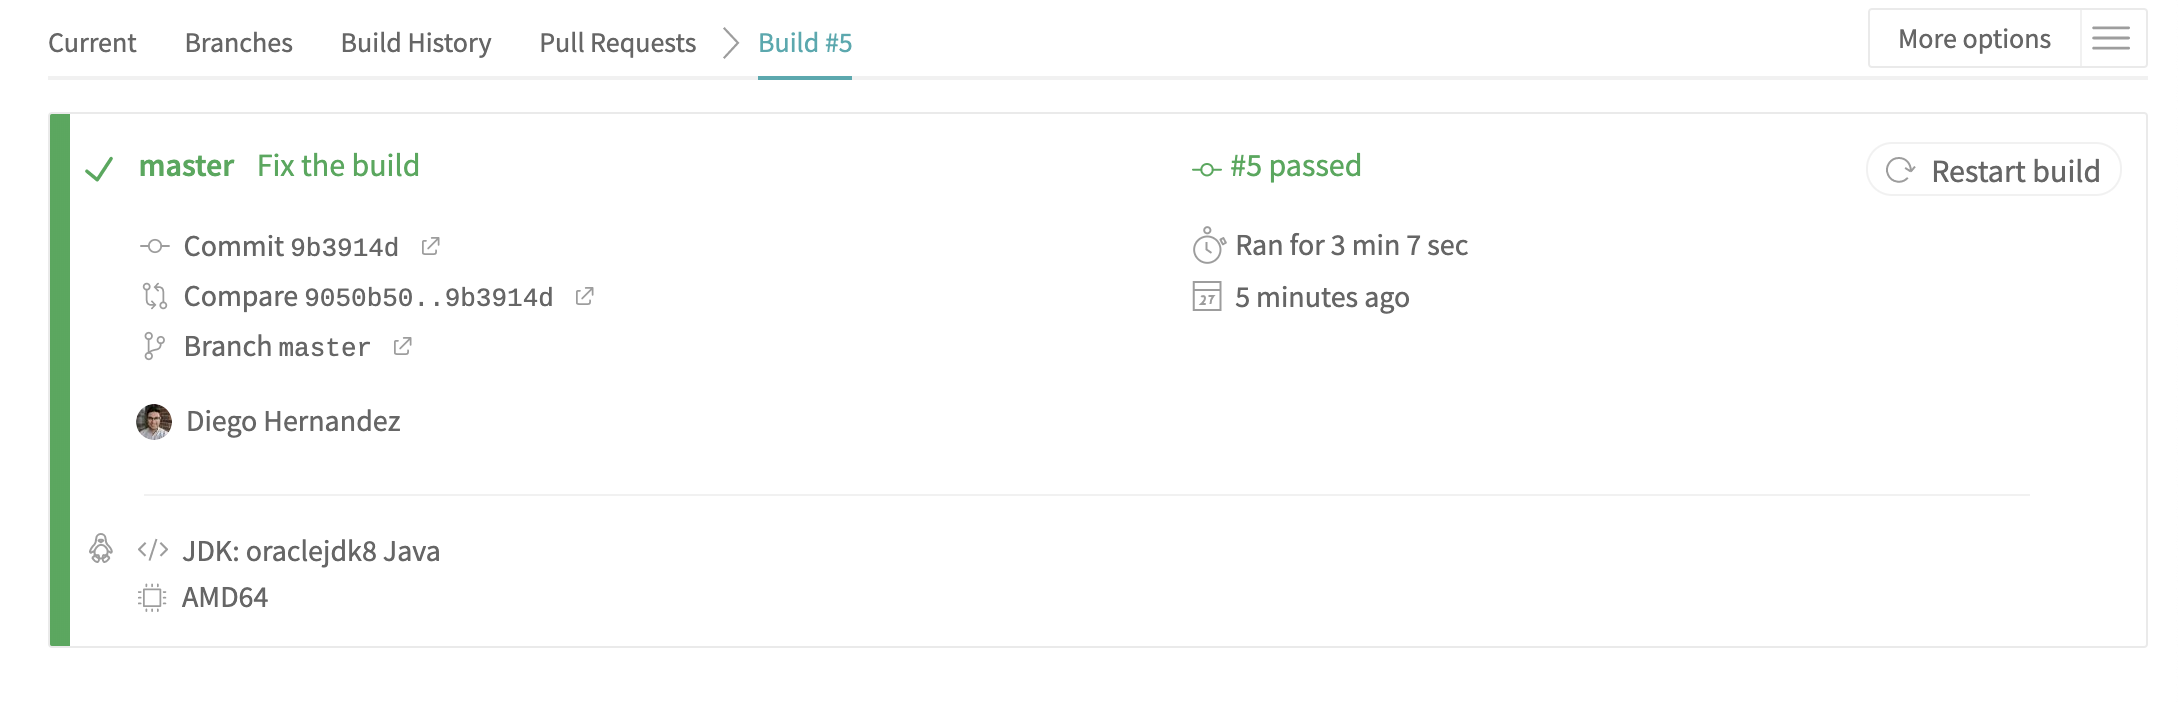 Current Branches Build History Pull Requests Build #5 More options
master Fix the build
#5 passed
Restart build
Commit 9b3914d
Compare 9050b50..9b3914d
Branch master
Ran for 3 min 7 sec
27 5 minutes ago
Diego Hernandez
</> JDK: oraclejdk8 Java
AMD64